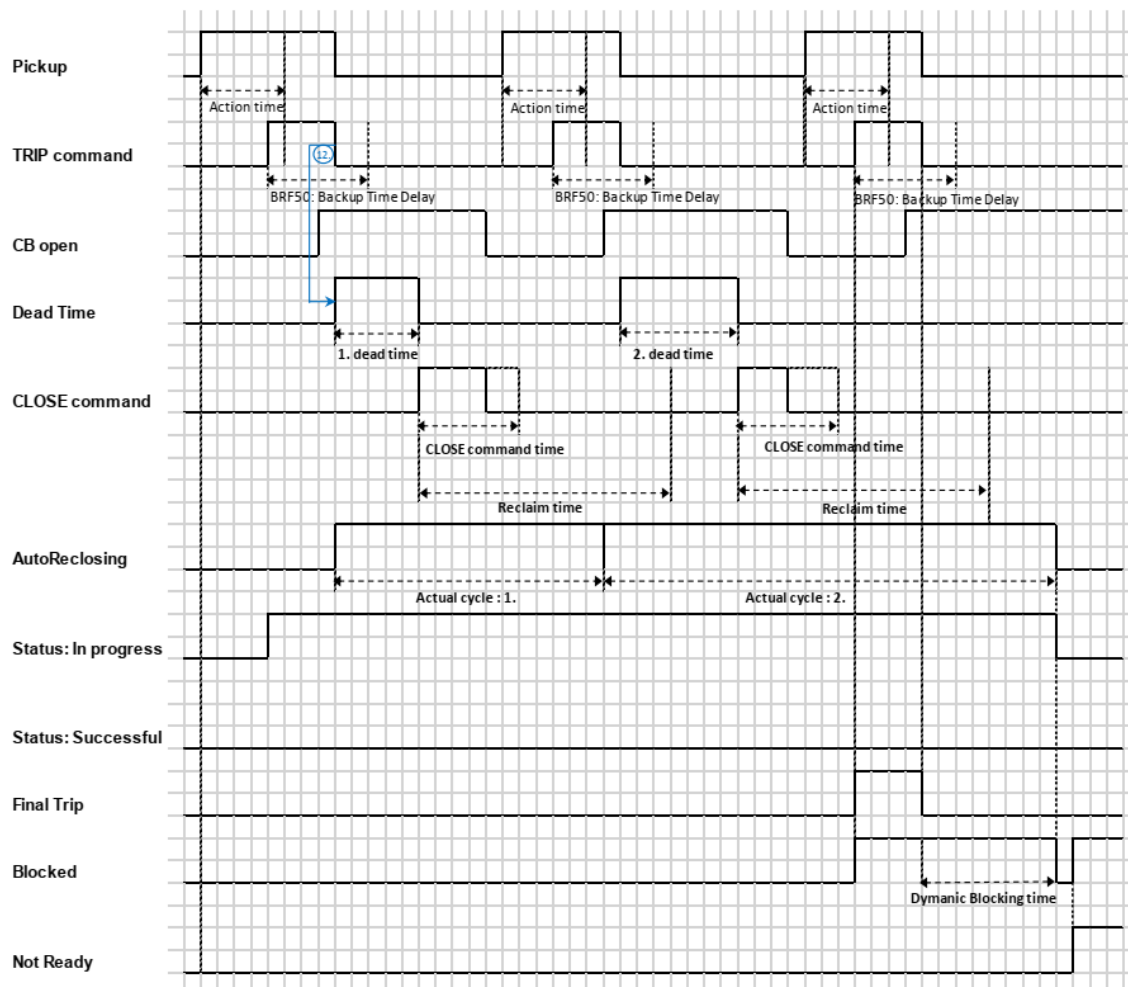 Pickup
Action time
Action time
Action time
TRIP command
12.
BRF50: Backup Time Delay
BRF50: Backup Time Delay
BRF50: Backup Time Delay
CB open
Dead Time
1. dead time
2. dead time
CLOSE command
CLOSE command time
CLOSE command time
Reclaim time
Reclaim time
AutoReclosing
Actual cycle : 1.
Actual cycle : 2.
Status: In progress
Status: Successful
Final Trip
Blocked
Dymanic Blocking time
Not Ready